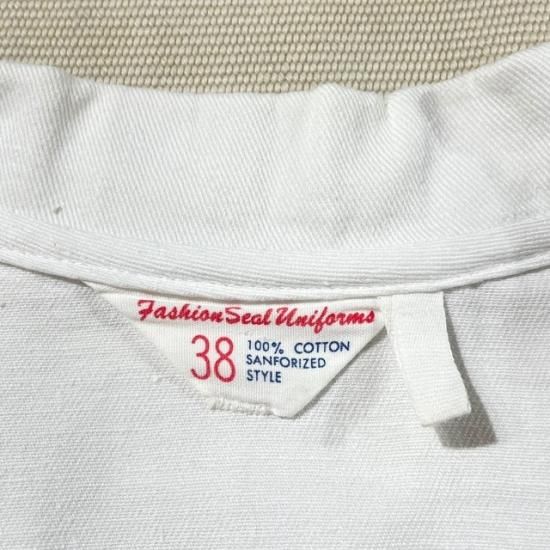 Fashion Seal Uniforms
38
100% COTTON
SANFORIZED
STYLE